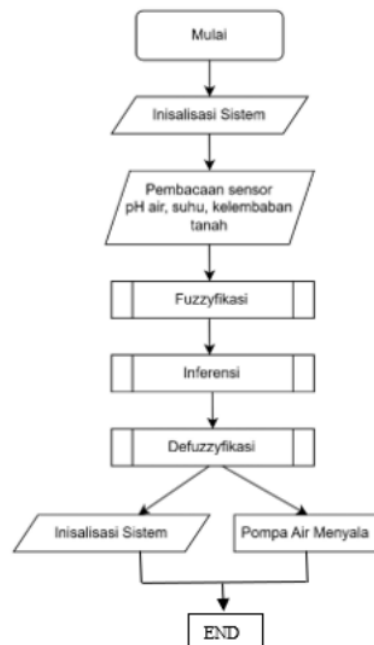 Mulai
Inisalisasi Sistem
Pembacaan sensor
pH air, suhu, kelembaban
tanah
Fuzzyfikasi
Inferensi
Defuzzyfikasi
Inisalisasi Sistem
Pompa Air Menyala
END